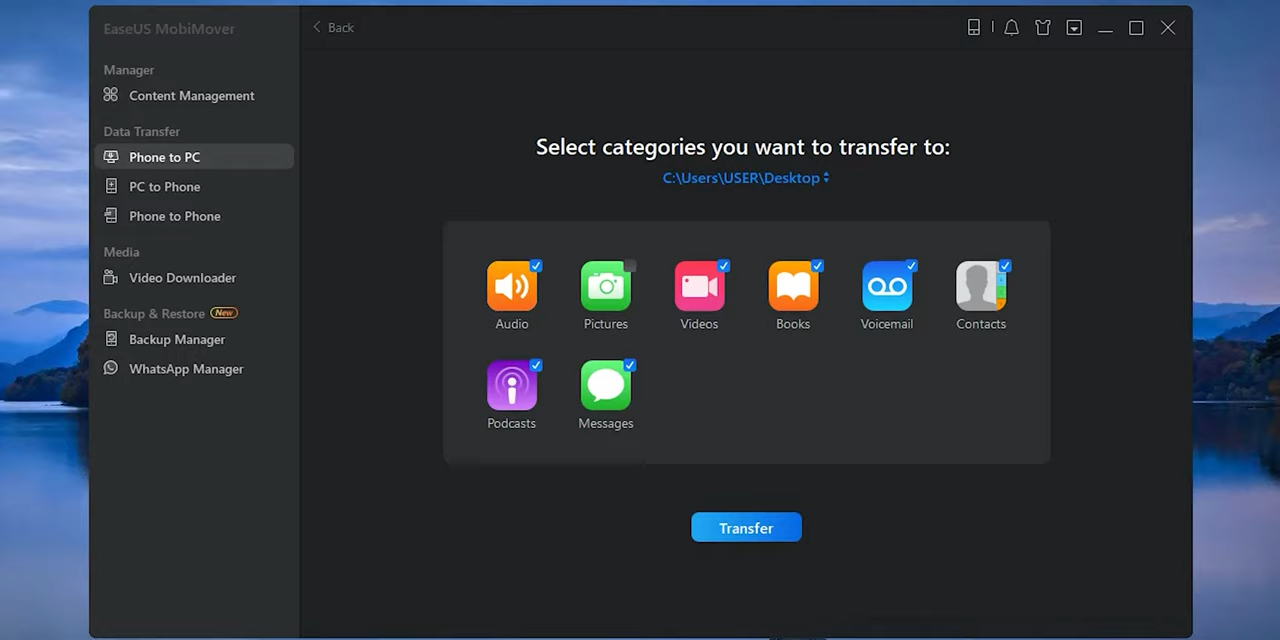 EaseUS MobiMover
Back
Manager
Content Management
Data Transfer
Phone to PC
PC to Phone
Phone to Phone
Media
Video Downloader
Backup & Restore New
Backup Manager
WhatsApp Manager
Select categories you want to transfer to:
C:\Users\USER\Desktop
Audio
Pictures
Videos
Books
Voicemail
Contacts
Podcasts
Messages
Transfer